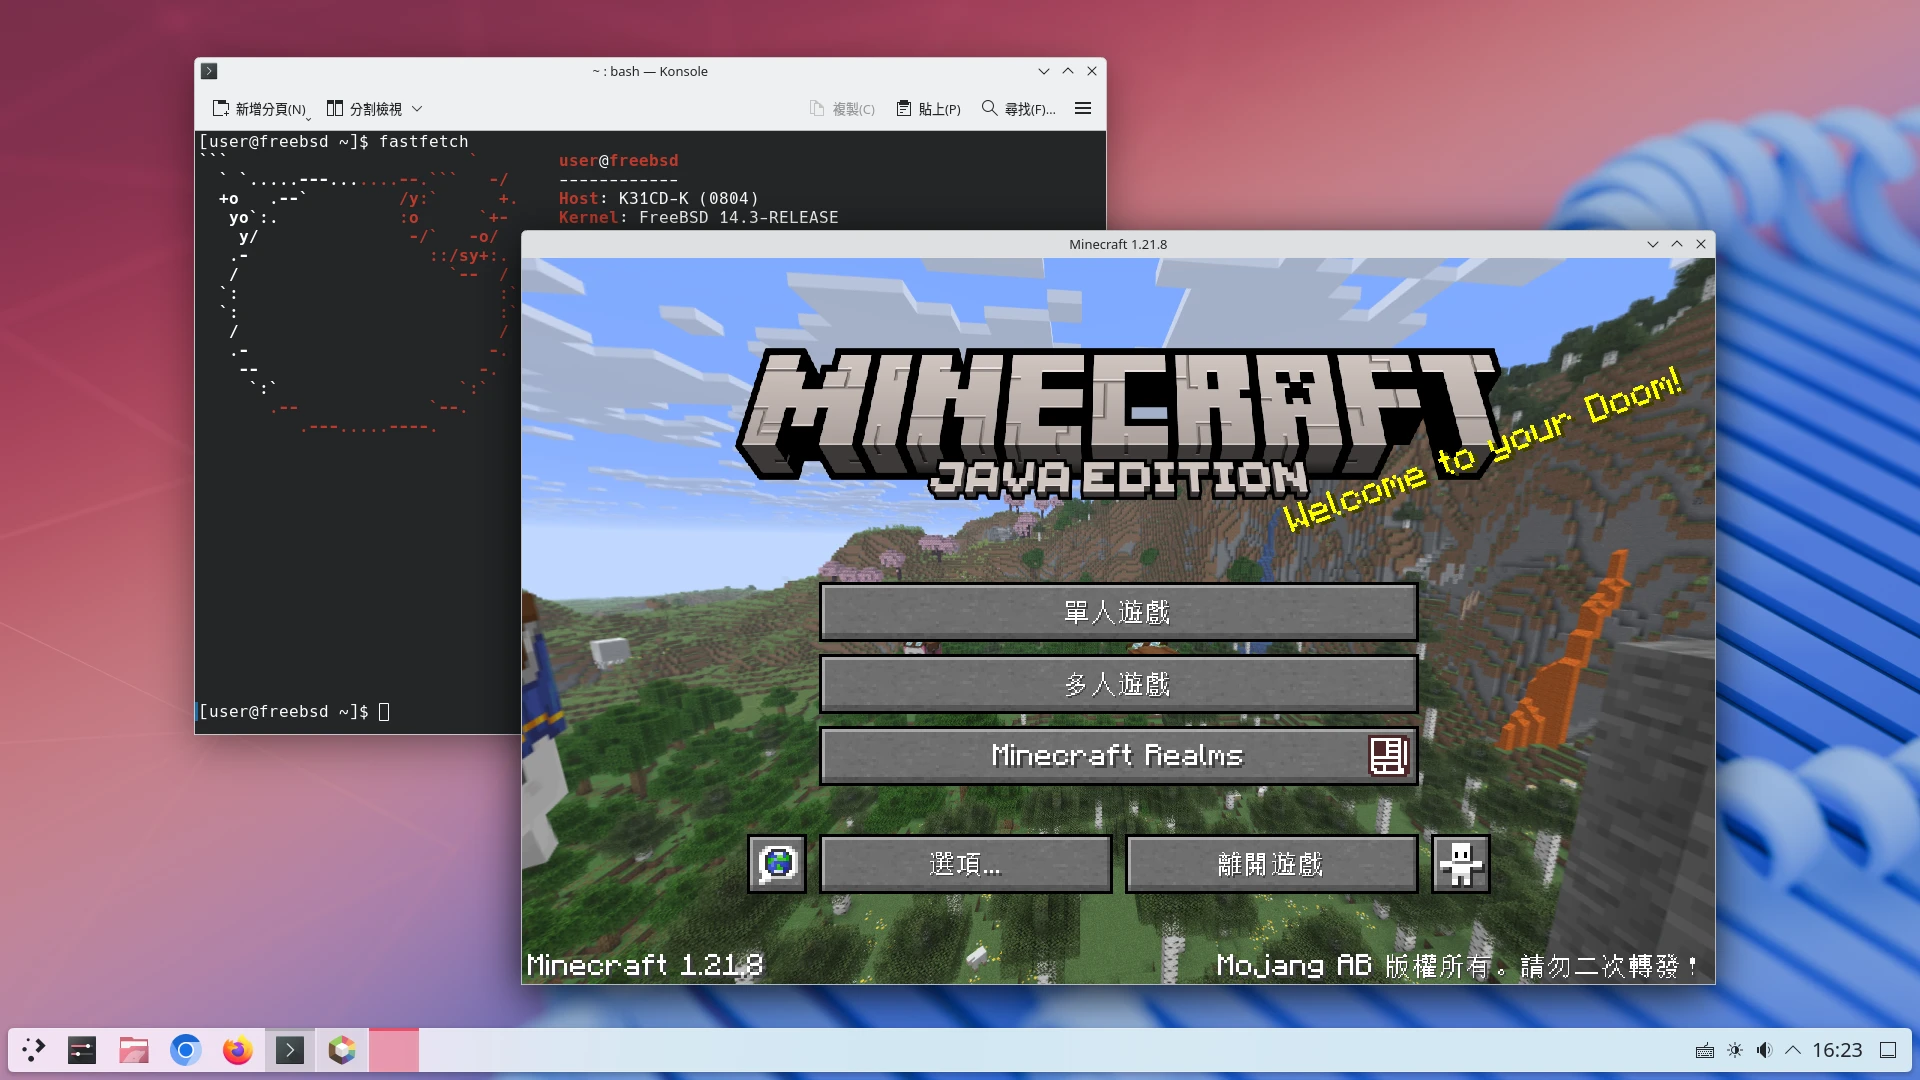 ~ : bash — Konsole
新增分頁(N)
分割檢視
複製(C)
貼上(P)
尋找(F)...
[user@freebsd ~]$ fastfetch
user@freebsd
------------
Host: K31CD-K (0804)
Kernel: FreeBSD 14.3-RELEASE
[user@freebsd ~]$
Minecraft 1.21.8
MINECRAFT
JAVA EDITION
Welcome to your Doom!
單人遊戲
多人遊戲
Minecraft Realms
選項...
離開遊戲
Minecraft 1.21.8
Mojang AB 版權所有。請勿二次轉發！
16:23